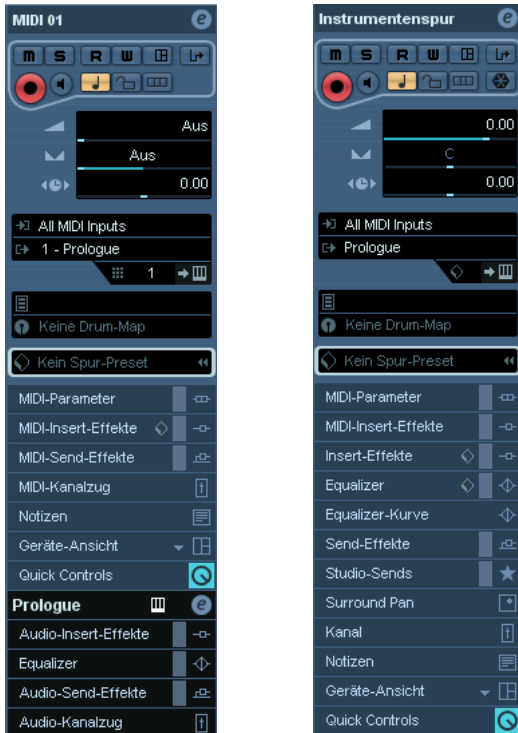 MIDI 01 e
M S R W
Aus
Aus
0.00
All MIDI Inputs
1 - Prologue
1
Keine Drum-Map
Kein Spur-Preset
MIDI-Parameter
MIDI-Insert-Effekte
MIDI-Send-Effekte
MIDI-Kanalzug
Notizen
Geräte-Ansicht
Quick Controls
Prologue e
Audio-Insert-Effekte
Equalizer
Audio-Send-Effekte
Audio-Kanalzug
Instrumentenspur e
M S R W
0.00
C
0.00
All MIDI Inputs
Prologue
Keine Drum-Map
Kein Spur-Preset
MIDI-Parameter
MIDI-Insert-Effekte
Insert-Effekte
Equalizer
Equalizer-Kurve
Send-Effekte
Studio-Sends
Surround Pan
Kanal
Notizen
Geräte-Ansicht
Quick Controls